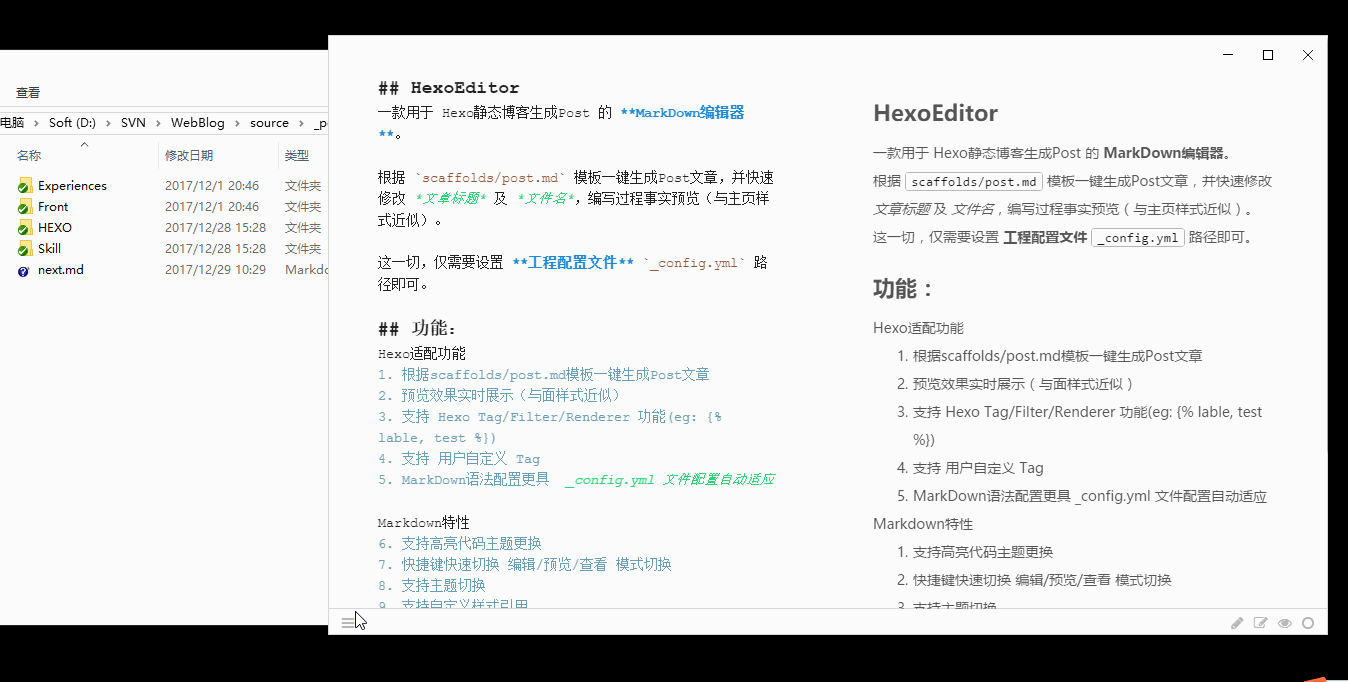 查看
电脑 › Soft (D:) › SVN › WebBlog › source ›
名称 修改日期 类型
Experiences 2017/12/1 20:46 文件夹
Front 2017/12/1 20:46 文件夹
HEXO 2017/12/28 15:28 文件夹
Skill 2017/12/28 15:28 文件夹
next.md 2017/12/29 10:29
## HexoEditor
一款用于 Hexo静态博客生成Post 的 **MarkDown编辑器
**。
根据 `scaffolds/post.md` 模板一键生成Post文章，并快速
修改 *文章标题* 及 *文件名*，编写过程事实预览（与主页样
式近似）。
这一切，仅需要设置 **工程配置文件** `_config.yml` 路
径即可。
## 功能：
Hexo适配功能
1. 根据scaffolds/post.md模板一键生成Post文章
2. 预览效果实时展示（与面样式近似）
3. 支持 Hexo Tag/Filter/Renderer 功能(eg: {%
lable, test %})
4. 支持 用户自定义 Tag
5. MarkDown语法配置更具 _config.yml 文件配置自动适应
Markdown特性
6. 支持高亮代码主题更换
7. 快捷键快速切换 编辑/预览/查看 模式切换
8. 支持主题切换
9. 支持自定义样式引用
HexoEditor
一款用于 Hexo静态博客生成Post 的 MarkDown编辑器。
根据 scaffolds/post.md 模板一键生成Post文章，并快速修改
文章标题 及 文件名，编写过程事实预览（与主页样式近似）。
这一切，仅需要设置 工程配置文件 _config.yml 路径即可。
功能：
Hexo适配功能
1. 根据scaffolds/post.md模板一键生成Post文章
2. 预览效果实时展示（与面样式近似）
3. 支持 Hexo Tag/Filter/Renderer 功能(eg: {% lable, test
%})
4. 支持 用户自定义 Tag
5. MarkDown语法配置更具 _config.yml 文件配置自动适应
Markdown特性
1. 支持高亮代码主题更换
2. 快捷键快速切换 编辑/预览/查看 模式切换
3. 支持主题切换